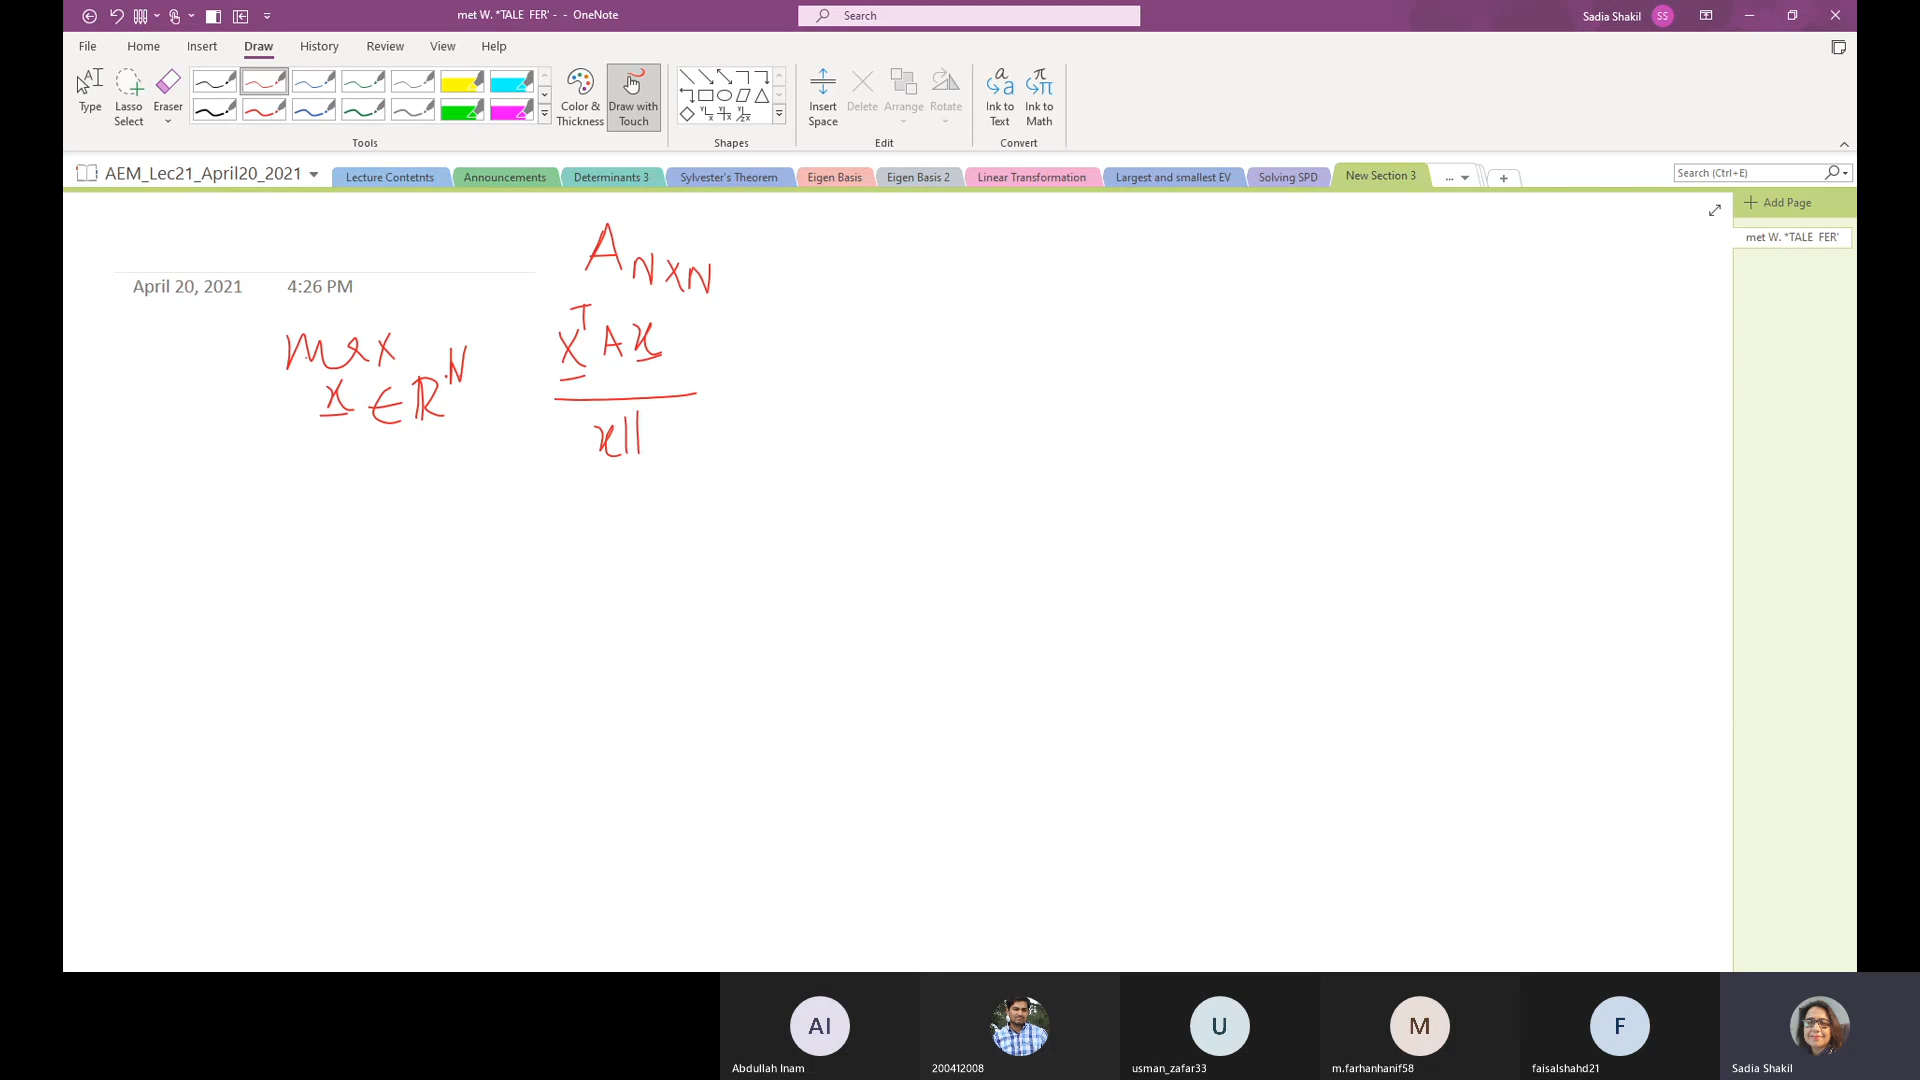 met W. *TALE FER' - - OneNote
Search
Sadia Shakil
SS
File Home Insert Draw History Review View Help
Type
Lasso Select
Eraser
Color & Thickness
Draw with Touch
Insert Space
Delete
Arrange
Rotate
Ink to Text
Ink to Math
Tools
Shapes
Edit
Convert
AEM_Lec21_April20_2021
Lecture Contetnts
Announcements
Determinants 3
Sylvester's Theorem
Eigen Basis
Eigen Basis 2
Linear Transformation
Largest and smallest EV
Solving SPD
New Section 3
...
Search (Ctrl+E)
Add Page
met W. *TALE FER'
April 20, 2021 4:26 PM
A N×N
max x ∈ ℝ^N
x^T A x
x||
AI
U
M
F
Abdullah Inam
200412008
usman_zafar33
m.farhanhanif58
faisalshahd21
Sadia Shakil